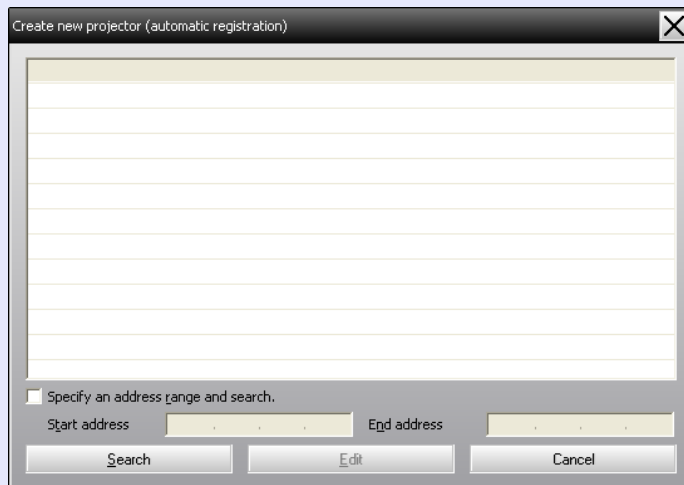 Create new projector (automatic registration)
Specify an address range and search.
Start address . . . End address . . .
Search Edit Cancel